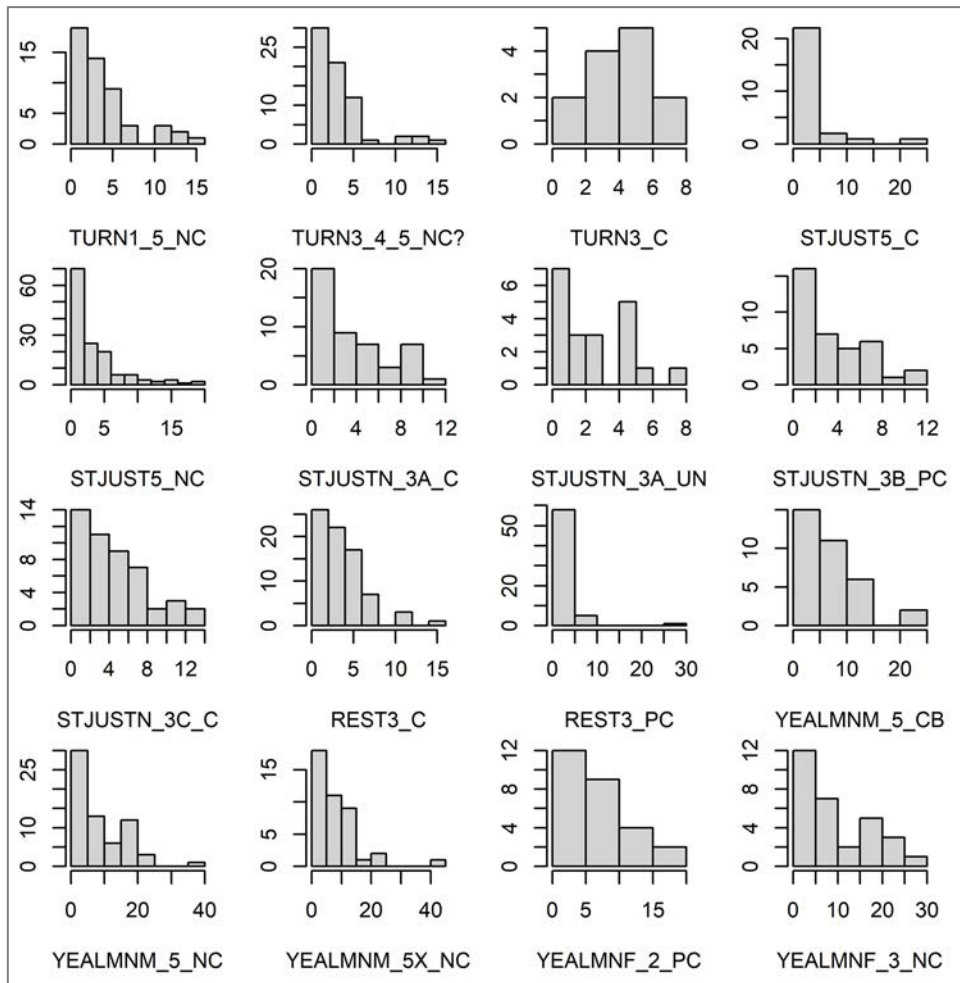 0 5 15
0 5 10 15
TURN1_5_NC
0 10 25
0 5 10 15
TURN3_4_5_NC?
0 2 4
0 2 4 6 8
TURN3_C
0 10 20
0 10 20
STJUST5_C
0 30 60
0 5 15
STJUST5_NC
0 10 20
0 4 8 12
STJUSTN_3A_C
0 2 4 6
0 2 4 6 8
STJUSTN_3A_UN
0 5 10
0 4 8 12
STJUSTN_3B_PC
0 4 8 14
0 4 8 12
STJUSTN_3C_C
0 10 20
0 5 10 15
REST3_C
0 20 50
0 10 20 30
REST3_PC
0 5 10
0 10 20
YEALMNM_5_CB
0 10 25
0 20 40
YEALMNM_5_NC
0 5 15
0 20 40
YEALMNM_5X_NC
0 4 8 12
0 5 15
YEALMNF_2_PC
0 4 8 12
0 10 20 30
YEALMNF_3_NC